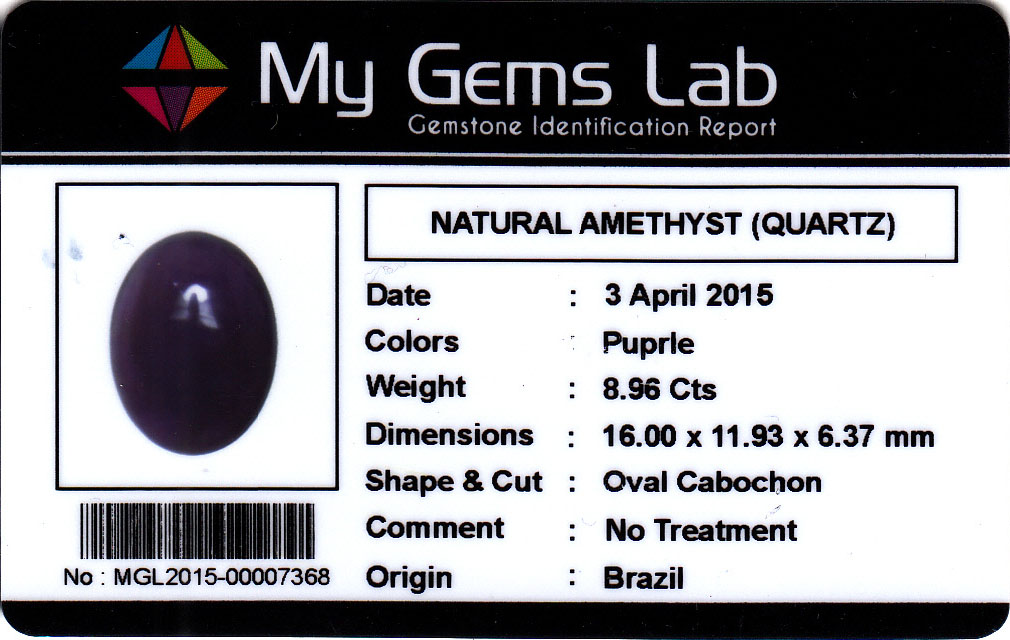 My Gems Lab
Gemstone Identification Report
NATURAL AMETHYST (QUARTZ)
Date : 3 April 2015
Colors : Puprle
Weight : 8.96 Cts
Dimensions : 16.00 x 11.93 x 6.37 mm
Shape & Cut : Oval Cabochon
Comment : No Treatment
Origin : Brazil
No : MGL2015-00007368